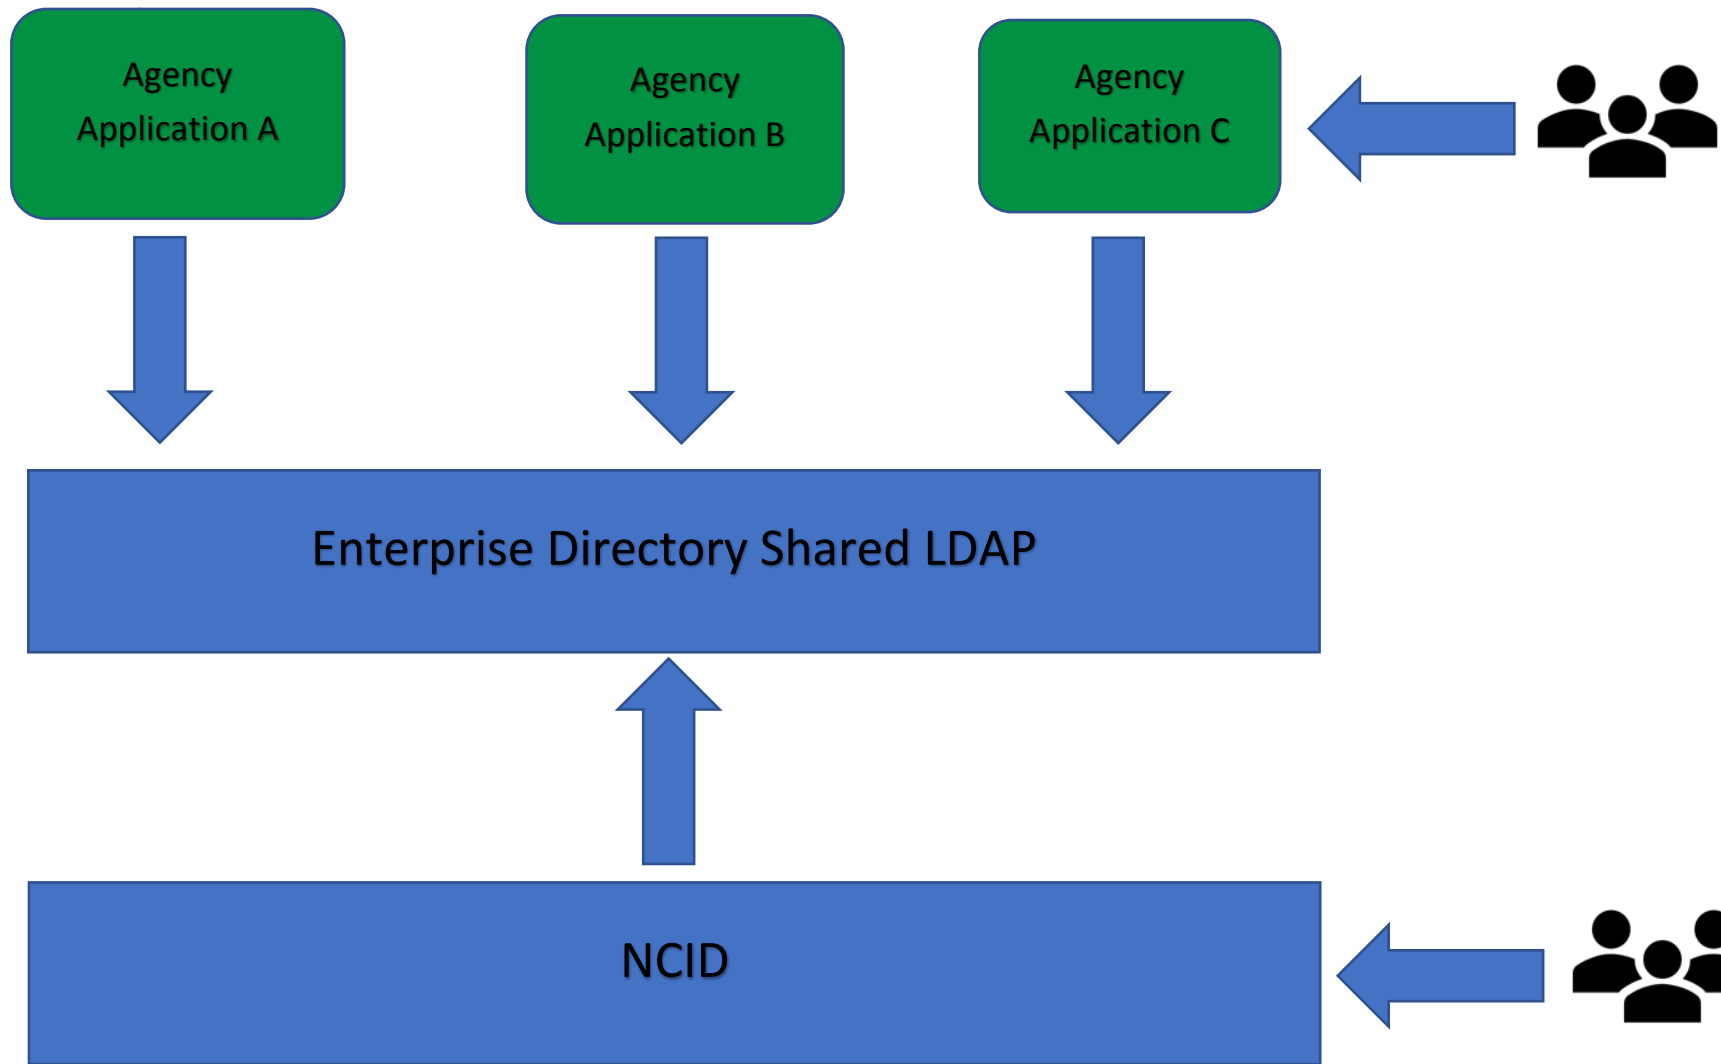 Agency
Application A
Agency
Application B
Agency
Application C
Enterprise Directory Shared LDAP
NCID